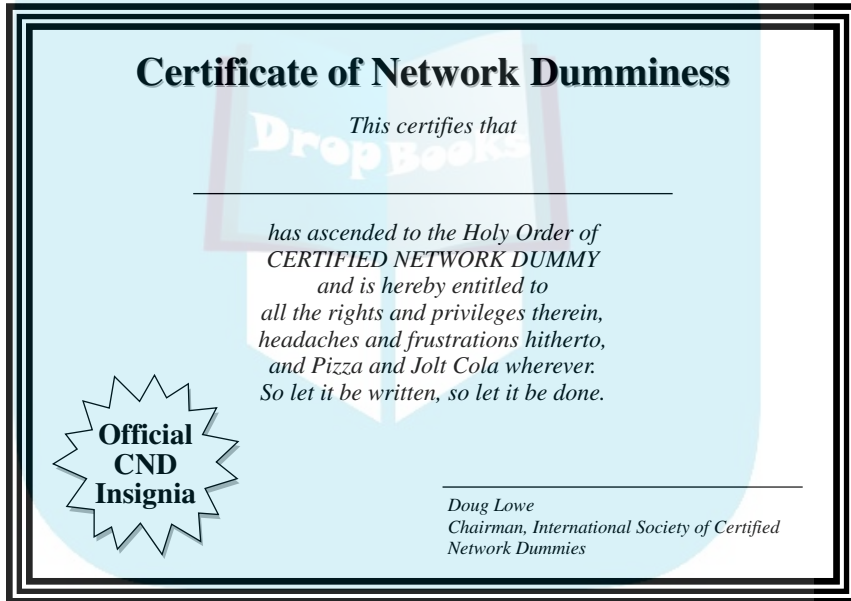 Certificate of Network Dumminess
This certifies that
Drop Books
has ascended to the Holy Order of
CERTIFIED NETWORK DUMMY
and is hereby entitled to
all the rights and privileges therein,
headaches and frustrations hitherto,
and Pizza and Jolt Cola wherever.
So let it be written, so let it be done.
Official
CND
Insignia
Doug Lowe
Chairman, International Society of Certified
Network Dummies